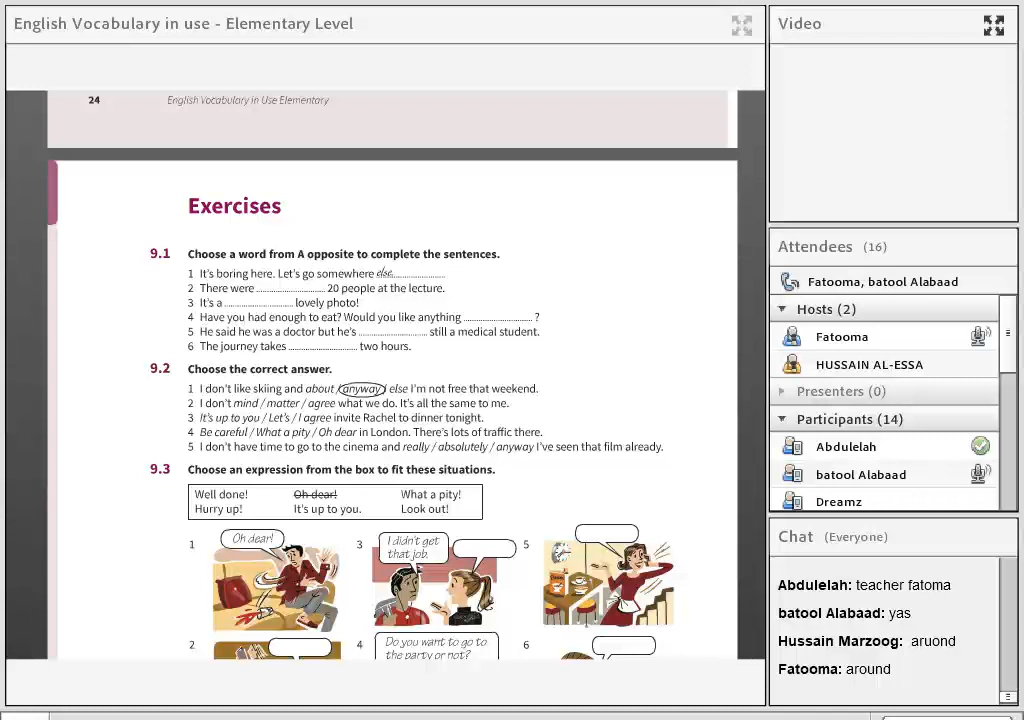 English Vocabulary in use - Elementary Level
24 English Vocabulary in Use Elementary
Exercises
9.1 Choose a word from A opposite to complete the sentences.
1 It's boring here. Let's go somewhere else
2 There were .............................. 20 people at the lecture.
3 It's a .............................. lovely photo!
4 Have you had enough to eat? Would you like anything .............................. ?
5 He said he was a doctor but he's .............................. still a medical student.
6 The journey takes .............................. two hours.
9.2 Choose the correct answer.
1 I don't like skiing and about / anyway / else I'm not free that weekend.
2 I don't mind / matter / agree what we do. It's all the same to me.
3 It's up to you / Let's / I agree invite Rachel to dinner tonight.
4 Be careful / What a pity / Oh dear in London. There's lots of traffic there.
5 I don't have time to go to the cinema and really / absolutely / anyway I've seen that film already.
9.3 Choose an expression from the box to fit these situations.
Well done! Oh dear! What a pity!
Hurry up! It's up to you. Look out!
1 Oh dear!
3 I didn't get
that job.
5
2
4 Do you want to go to
the party or not?
6
Video
Attendees (16)
Fatooma, batool Alabaad
Hosts (2)
Fatooma
HUSSAIN AL-ESSA
Presenters (0)
Participants (14)
Abdulelah
batool Alabaad
Dreamz
Chat (Everyone)
Abdulelah: teacher fatoma
batool Alabaad: yas
Hussain Marzoog: aruond
Fatooma: around